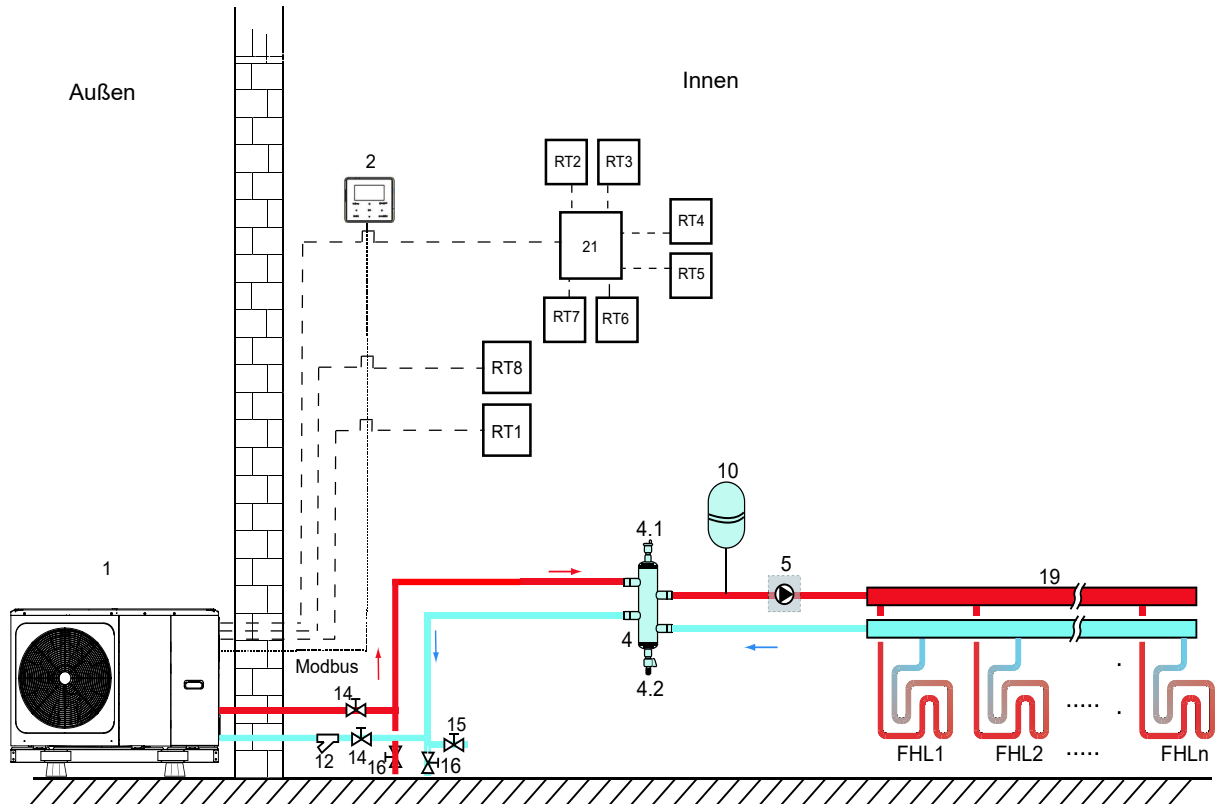 Außen
Innen
2
RT2
RT3
RT4
21
RT5
RT7
RT6
RT8
RT1
10
4.1
1
5
19
4
Modbus
4.2
14
15
12
14
16
16
.....
.
.
FHL1
FHL2
.....
FHLn